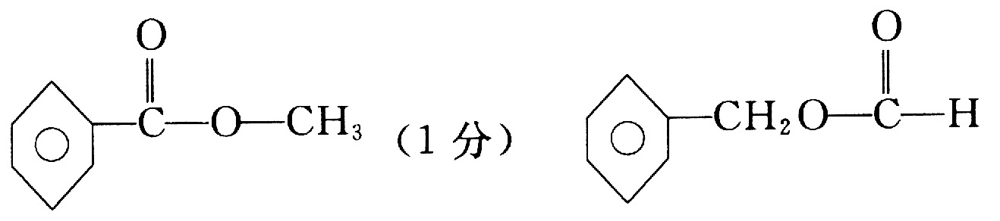 O O
C—O—CH₃ (1 分) CH₂O—C—H